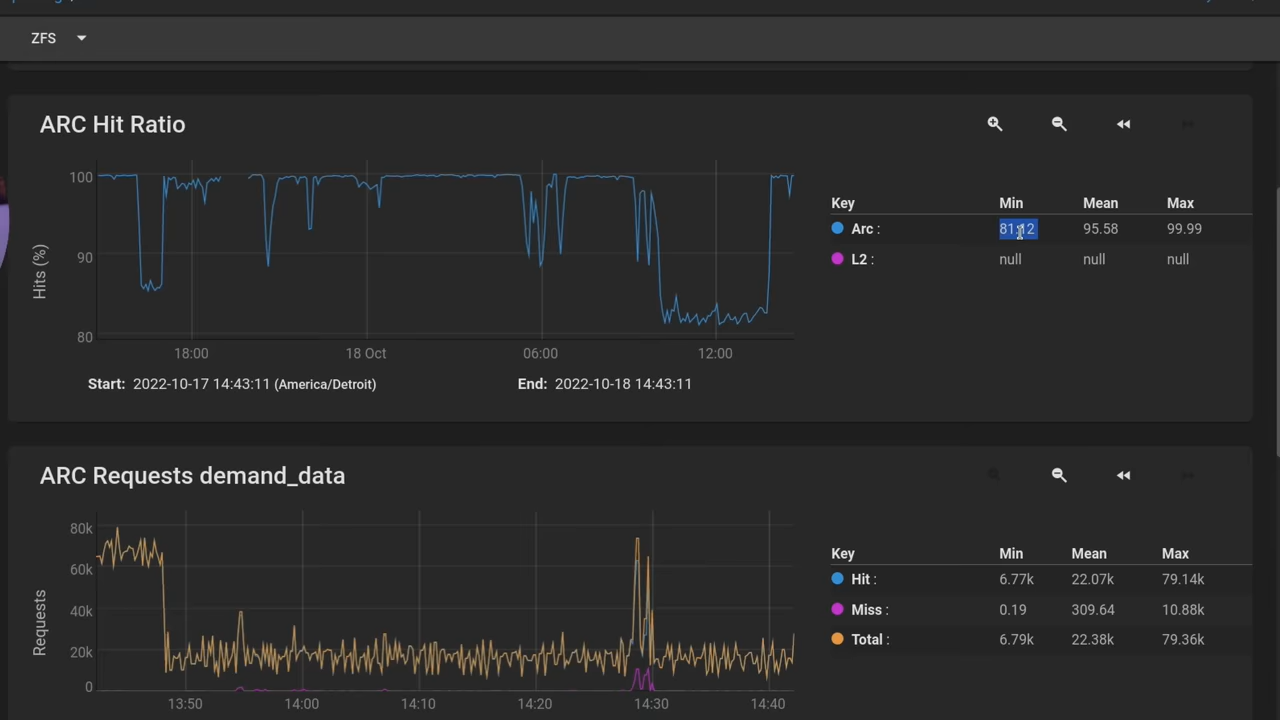 ZFS
ARC Hit Ratio
100
90
80
Hits (%)
18:00 18 Oct 06:00 12:00
Start: 2022-10-17 14:43:11 (America/Detroit) End: 2022-10-18 14:43:11
Key Min Mean Max
Arc : 81.12 95.58 99.99
L2 : null null null
ARC Requests demand_data
80k
60k
40k
20k
0
Requests
13:50 14:00 14:10 14:20 14:30 14:40
Key Min Mean Max
Hit : 6.77k 22.07k 79.14k
Miss : 0.19 309.64 10.88k
Total : 6.79k 22.38k 79.36k